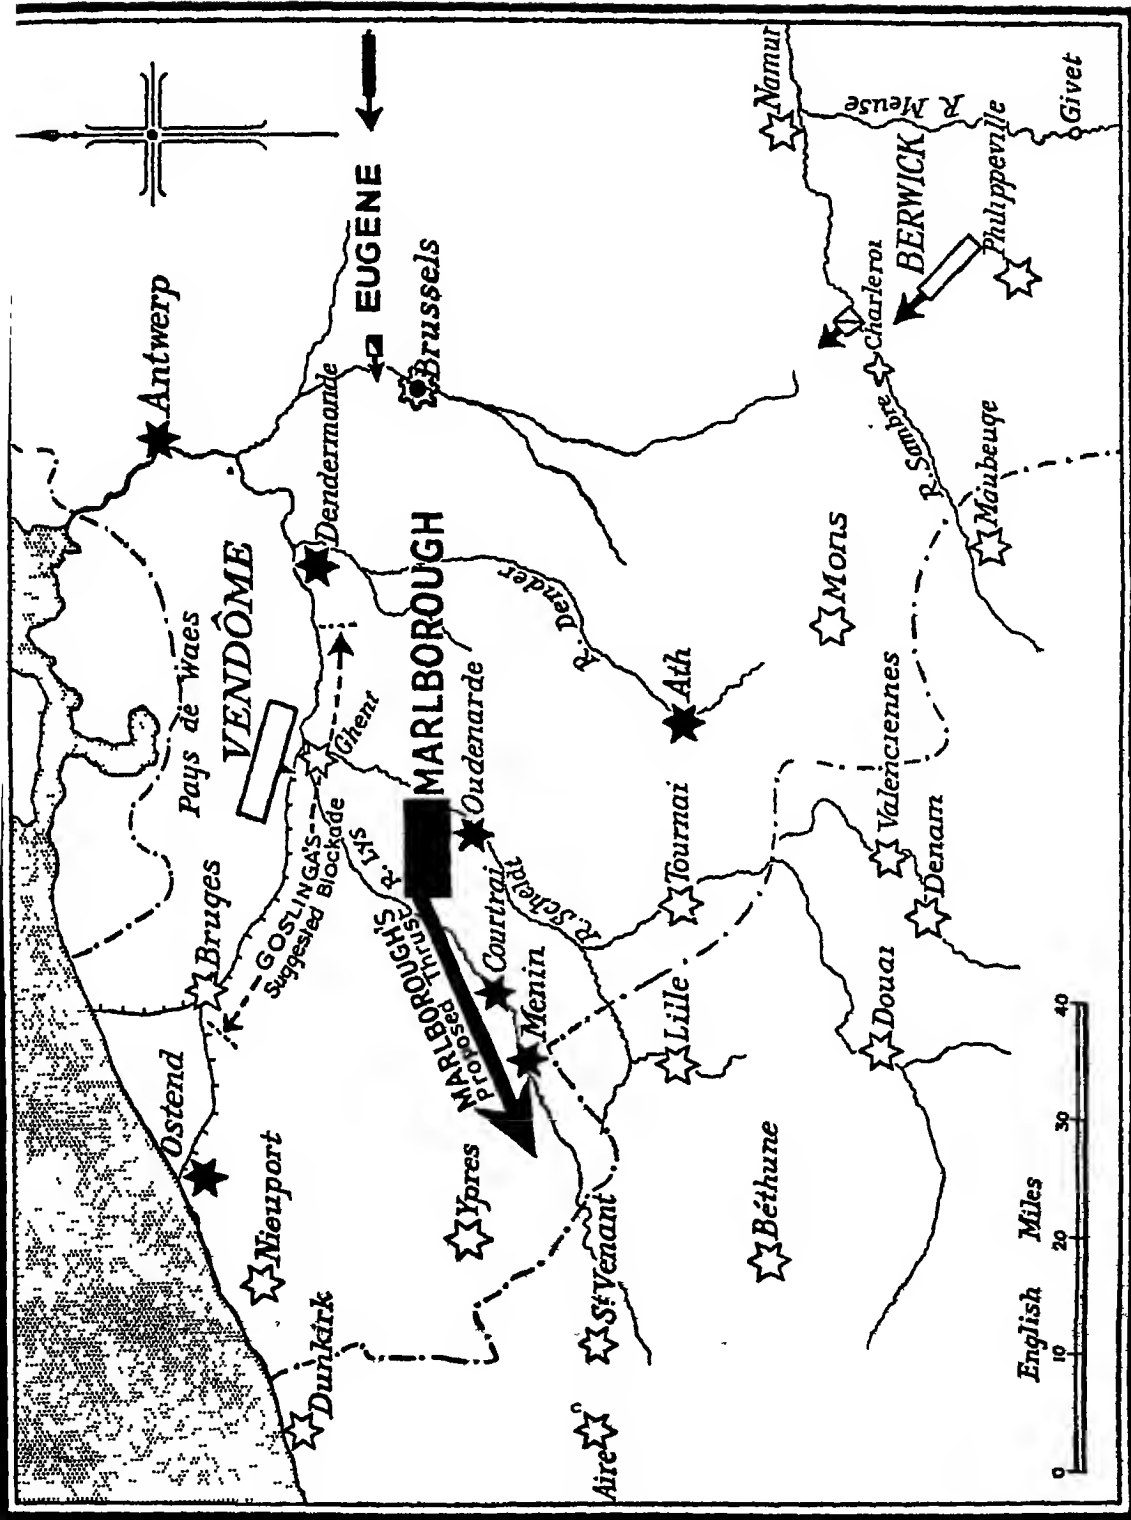 Antwerp
EUGENE
Brussels
Dendermonde
Namur
R. Meuse
Givet
BERWICK
Philippeville
Charleroi
R. Sambre
Maubeuge
Mons
Pays de Waes
VENDÔME
Ghent
MARLBOROUGH
Oudenarde
R. Dender
Ath
Valenciennes
Denam
Tournai
R. Scheldt
R. Lys
Bruges
GOSLINGA'S
Suggested Blockade
MARLBOROUGH'S
Proposed Thrust
Courtrai
Menin
Lille
Douai
Ostend
Nieuport
Dunkirk
Ypres
St Venant
Aire
Béthune
English Miles
0 10 20 30 40